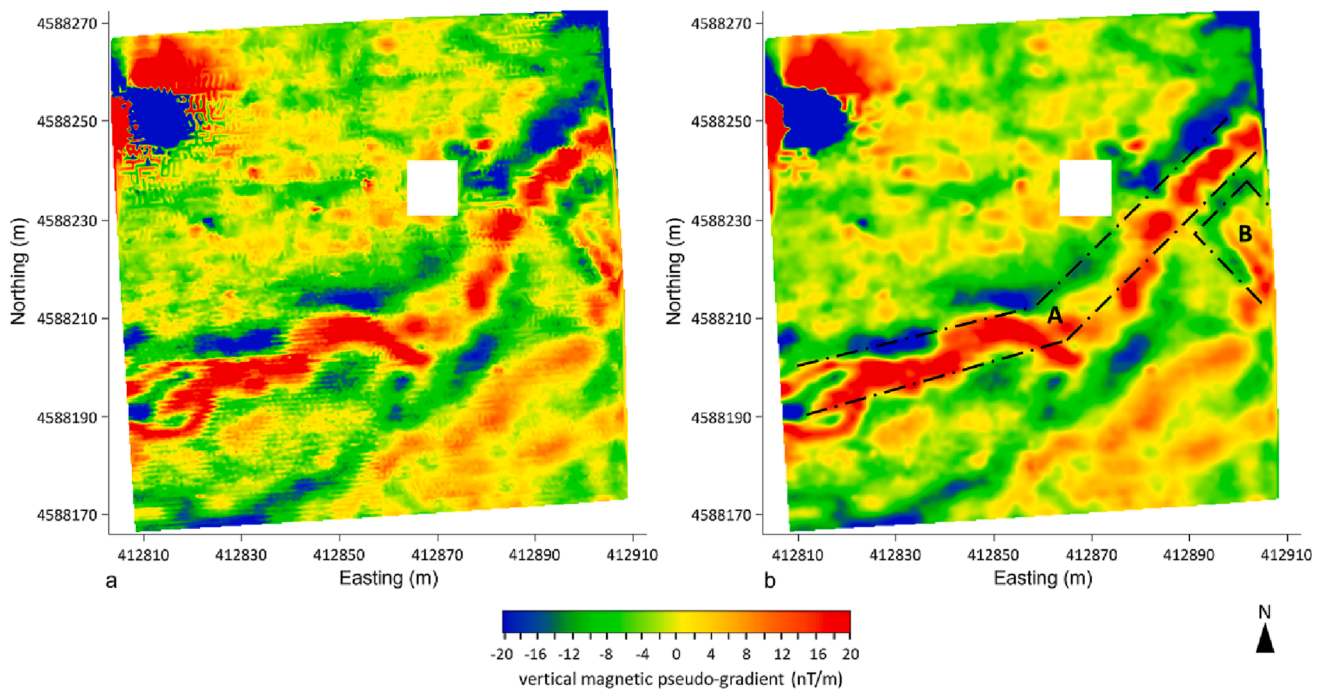 4588270
4588250
4588230
4588210
4588190
4588170
Northing (m)
412810 412830 412850 412870 412890 412910
a
Easting (m)
4588270
4588250
4588230
4588210
4588190
4588170
Northing (m)
A
B
412810 412830 412850 412870 412890 412910
b
Easting (m)
-20 -16 -12 -8 -4 0 4 8 12 16 20
vertical magnetic pseudo-gradient (nT/m)
N